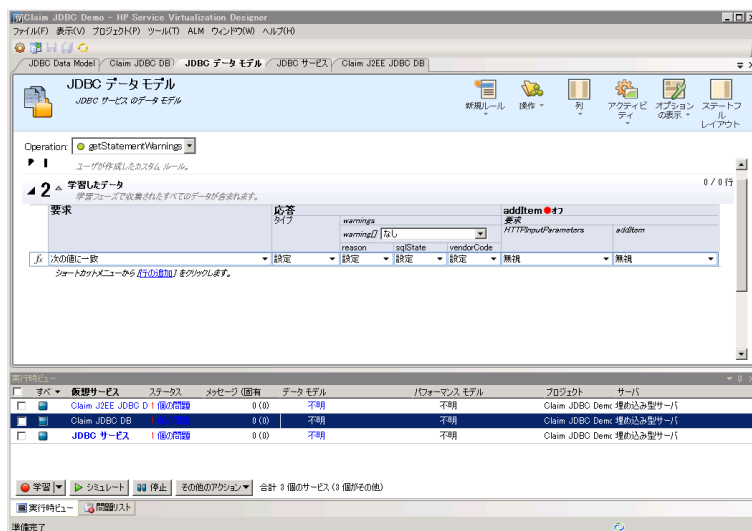 Claim JDBC Demo - HP Service Virtualization Designer
ファイル(F) 表示(V) プロジェクト(P) ツール(T) ALM ウィンドウ(W) ヘルプ(H)
JDBC Data Model Claim JDBC DB) JDBC データ モデル JDBC サービス Claim J2EE JDBC DB
JDBC データ モデル
JDBC サービス のデータ モデル
新規ルール 操作 列 アクティビティ オプションの表示 ステートフルレイアウト
Operation: getStatementWarnings
1 ユーザが作成したカスタム ルール。
2 学習したデータ 0 / 0 行
学習フェーズで収集されたすべてのデータが含まれます。
要求 応答 addItem オフ
タイプ warnings 要求
warning[] なし HTTPInputParameters addItem
reason sqlState vendorCode
fx 次の値に一致 設定 設定 設定 設定 無視 無視
ショートカットメニューから [行の追加] をクリックします。
実行時ビュー
すべ 仮想サービス ステータス メッセージ (固有 データ モデル パフォーマンス モデル プロジェクト サーバ
Claim J2EE JDBC D ! 個の問題 0 (0) 不明 不明 Claim JDBC Demc 埋め込み型サーバ
Claim JDBC DB 0 (0) 不明 不明 Claim JDBC Demc 埋め込み型サーバ
JDBC サービス ! 個の問題 0 (0) 不明 不明 Claim JDBC Demc 埋め込み型サーバ
学習 シミュレート 停止 その他のアクション 合計 3 個のサービス (3 個がその他)
実行時ビュー 問題リスト
準備完了